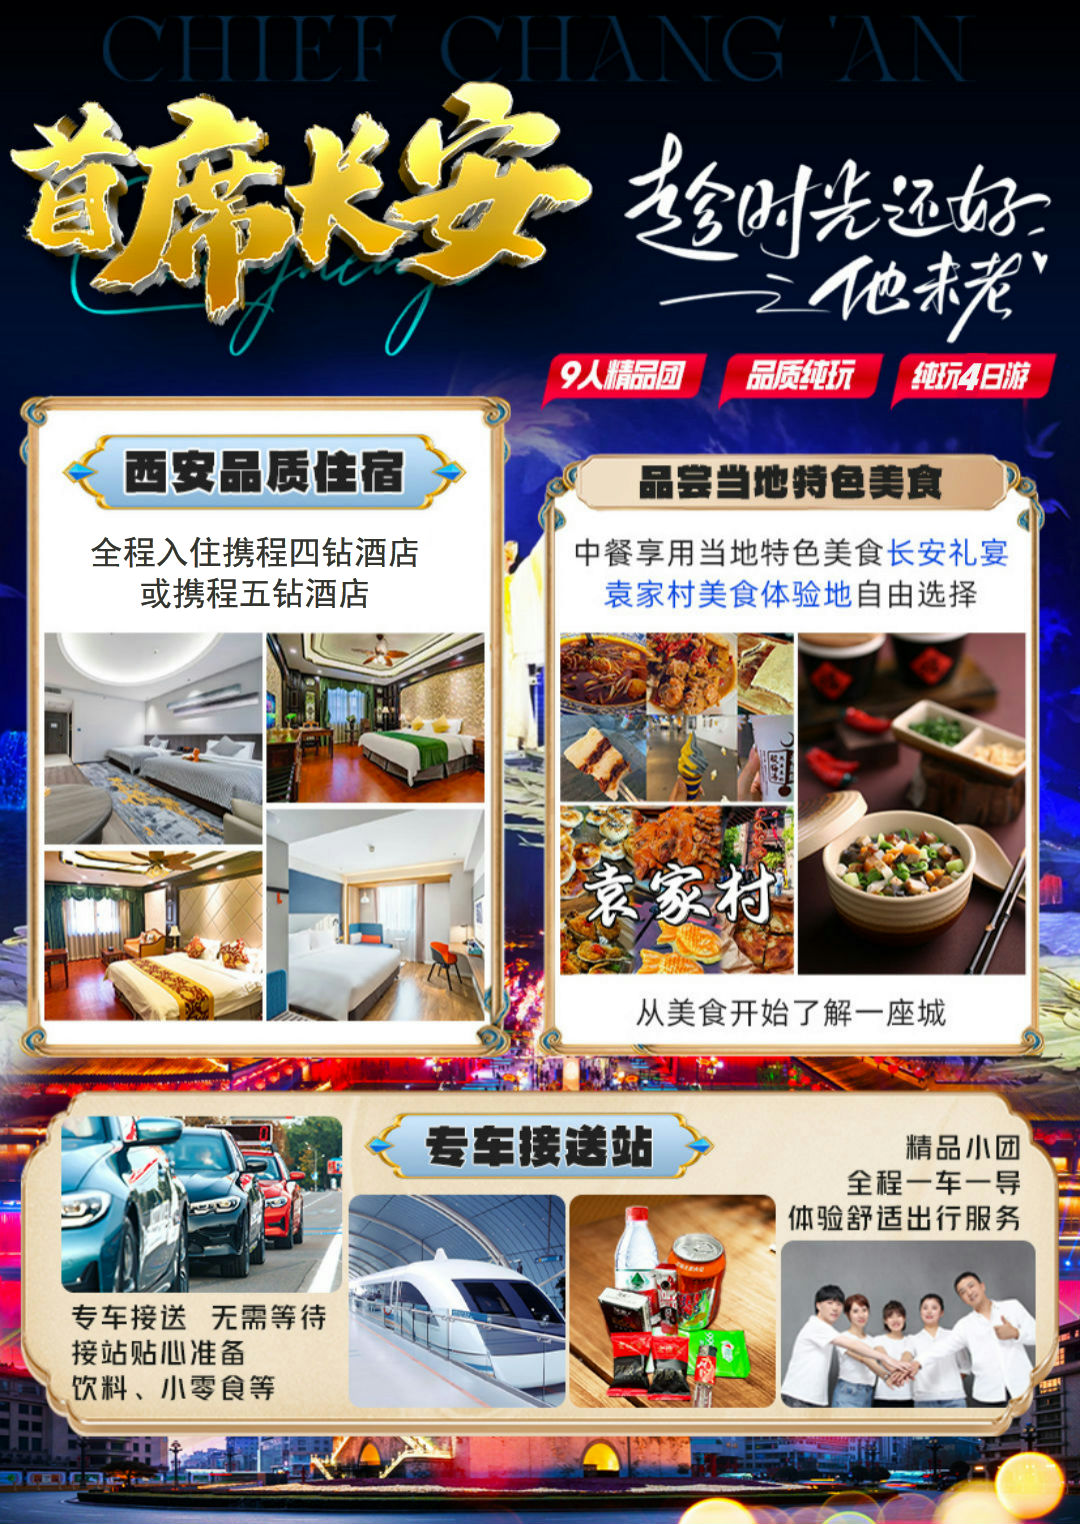 CHIEF CHANG'AN
首席长安
趁时光还好
他未老
9人精品团
品质纯玩
纯玩4日游
西安品质住宿
全程入住携程四钻酒店
或携程五钻酒店
品尝当地特色美食
中餐享用当地特色美食长安礼宴
袁家村美食体验地自由选择
袁家村
从美食开始了解一座城
专车接送站
精品小团
全程一车一导
体验舒适出行服务
专车接送 无需等待
接站贴心准备
饮料、小零食等